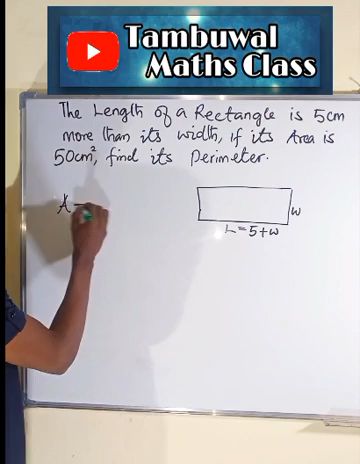 Tambuwal
Maths Class
The Length of a Rectangle is 5cm
more than its width, if its Area is
50cm², find its perimeter.
A =
w
L = 5 + w